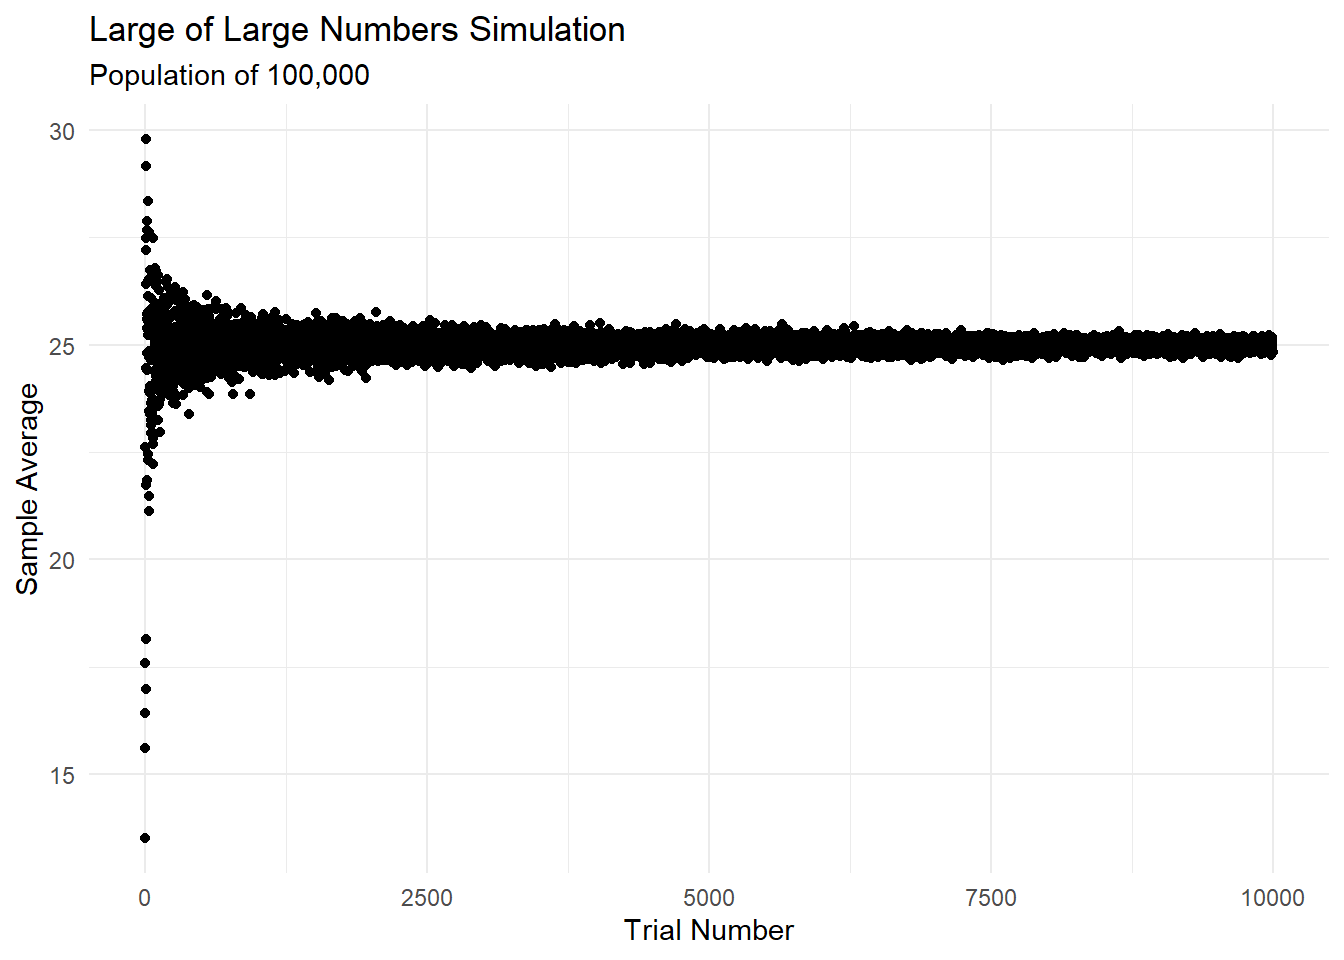 Large of Large Numbers Simulation
Population of 100,000
30
25
20
15
Sample Average
0 2500 5000 7500 10000
Trial Number